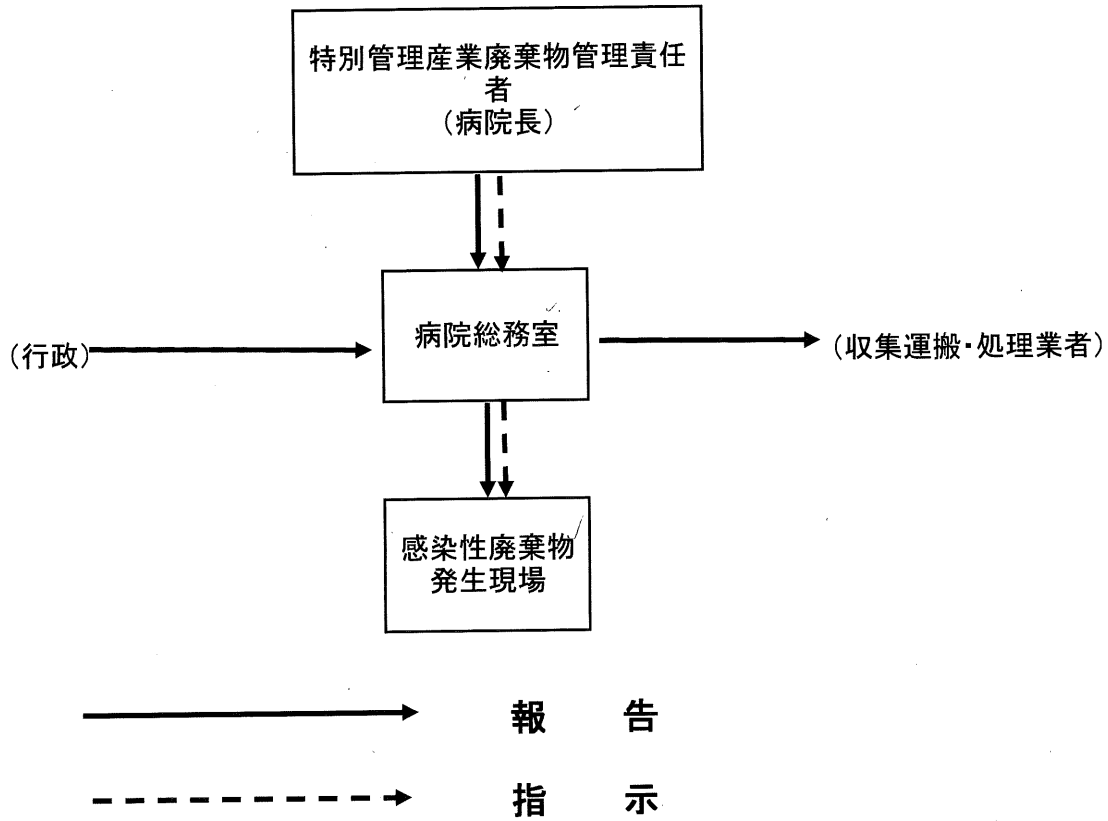 特別管理産業廃棄物管理責任
者
(病院長)
病院総務室
(行政)
(収集運搬・処理業者)
感染性廃棄物
発生現場
報 告
指 示